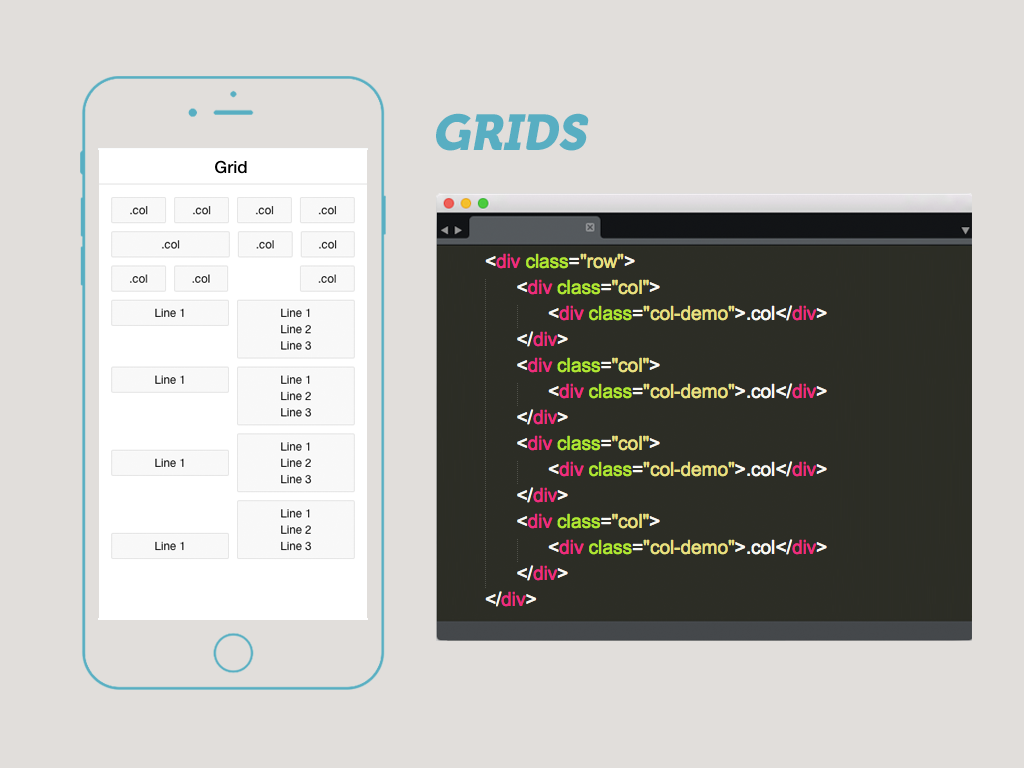 GRIDS
Grid
.col .col .col .col
.col .col .col
.col .col .col
Line 1 Line 1
Line 2
Line 3
Line 1 Line 1
Line 2
Line 3
Line 1
Line 1 Line 2
Line 3
Line 1
Line 2
Line 1 Line 3
<div class="row">
<div class="col">
<div class="col-demo">.col</div>
</div>
<div class="col">
<div class="col-demo">.col</div>
</div>
<div class="col">
<div class="col-demo">.col</div>
</div>
<div class="col">
<div class="col-demo">.col</div>
</div>
</div>